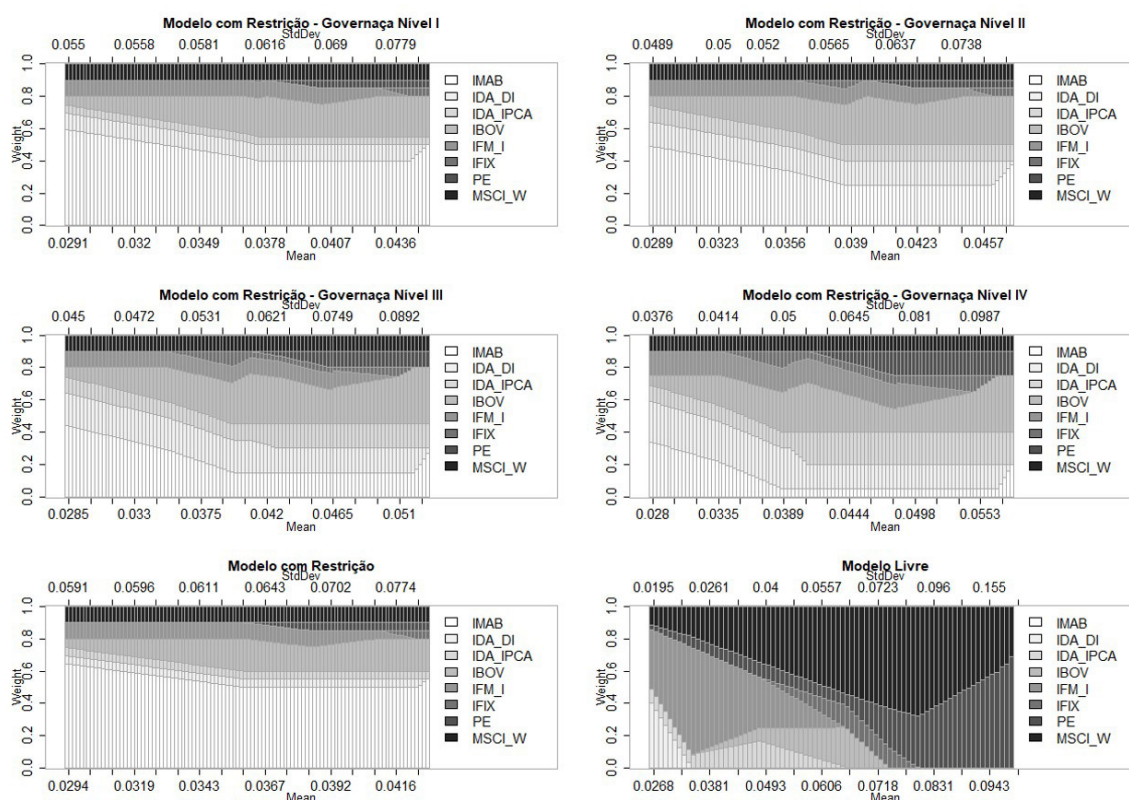 Modelo com Restrição - Governaça Nível I
StdDev
0.055 0.0558 0.0581 0.0616 0.069 0.0779
Weight
1.0
0.8
0.6
0.4
0.2
0.0
IMAB
IDA_DI
IDA_IPCA
IBOV
IFM_I
IFIX
PE
MSCI_W
0.0291 0.032 0.0349 0.0378 0.0407 0.0436
Mean
Modelo com Restrição - Governaça Nível II
StdDev
0.0489 0.05 0.052 0.0565 0.0637 0.0738
Weight
1.0
0.8
0.6
0.4
0.2
0.0
IMAB
IDA_DI
IDA_IPCA
IBOV
IFM_I
IFIX
PE
MSCI_W
0.0289 0.0323 0.0356 0.039 0.0423 0.0457
Mean
Modelo com Restrição - Governaça Nível III
StdDev
0.045 0.0472 0.0531 0.0621 0.0749 0.0892
Weight
1.0
0.8
0.6
0.4
0.2
0.0
IMAB
IDA_DI
IDA_IPCA
IBOV
IFM_I
IFIX
PE
MSCI_W
0.0285 0.033 0.0375 0.042 0.0465 0.051
Mean
Modelo com Restrição - Governaça Nível IV
StdDev
0.0376 0.0414 0.05 0.0645 0.081 0.0987
Weight
1.0
0.8
0.6
0.4
0.2
0.0
IMAB
IDA_DI
IDA_IPCA
IBOV
IFM_I
IFIX
PE
MSCI_W
0.028 0.0335 0.0389 0.0444 0.0498 0.0553
Mean
Modelo com Restrição
StdDev
0.0591 0.0596 0.0611 0.0643 0.0702 0.0774
Weight
1.0
0.8
0.6
0.4
0.2
0.0
IMAB
IDA_DI
IDA_IPCA
IBOV
IFM_I
IFIX
PE
MSCI_W
0.0294 0.0319 0.0343 0.0367 0.0392 0.0416
Mean
Modelo Livre
StdDev
0.0195 0.0261 0.04 0.0557 0.0723 0.096 0.155
Weight
1.0
0.8
0.6
0.4
0.2
0.0
IMAB
IDA_DI
IDA_IPCA
IBOV
IFM_I
IFIX
PE
MSCI_W
0.0268 0.0381 0.0493 0.0606 0.0718 0.0831 0.0943
Mean